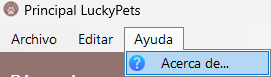 Principal LuckyPets
Archivo Editar Ayuda
Acerca de...